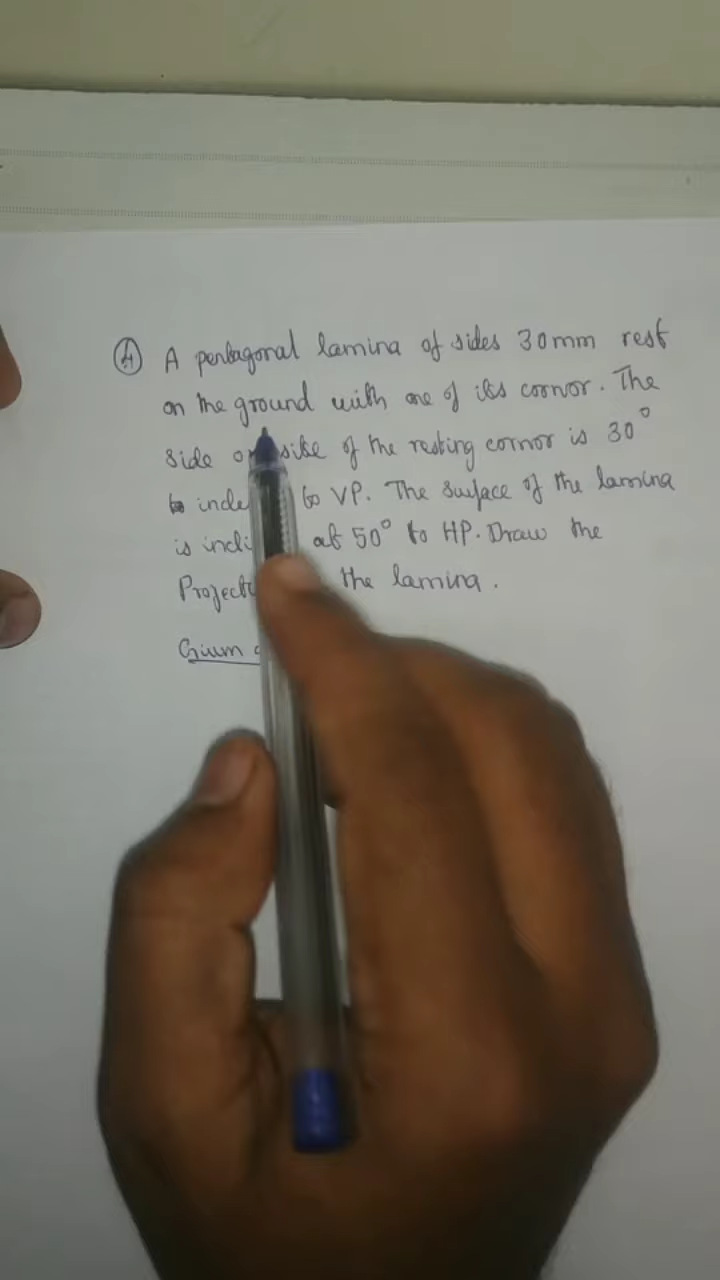 4 A pentagonal lamina of sides 30mm rest
on the ground with one of its cornor. The
side of the resting cornor is 30°
to VP. The surface of the lamina
is at 50° to HP. Draw the
the lamina.